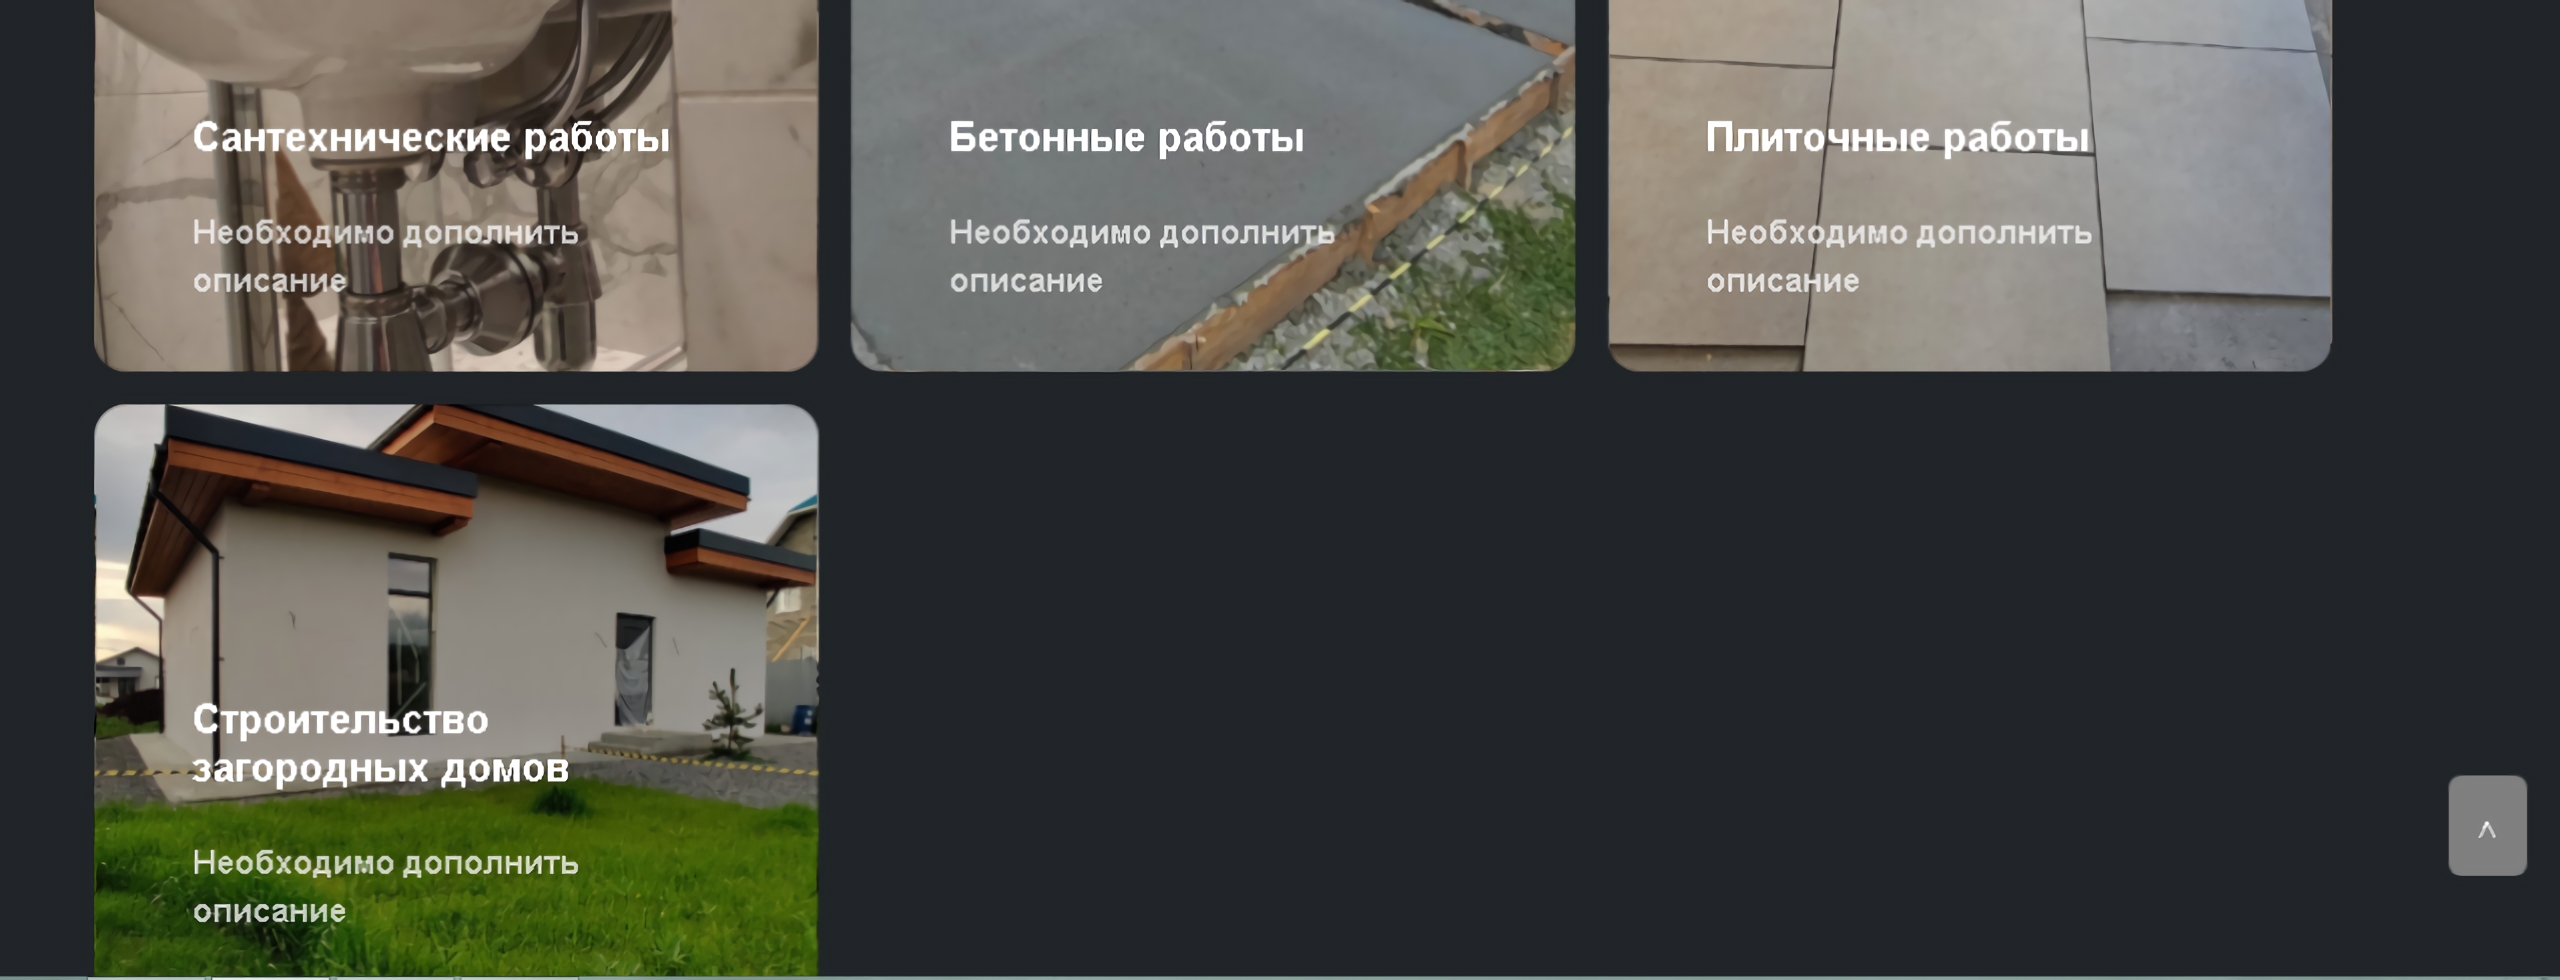 Сантехнические работы
Необходимо дополнить
описание
Бетонные работы
Необходимо дополнить
описание
Плиточные работы
Необходимо дополнить
описание
Строительство
загородных домов
Необходимо дополнить
описание